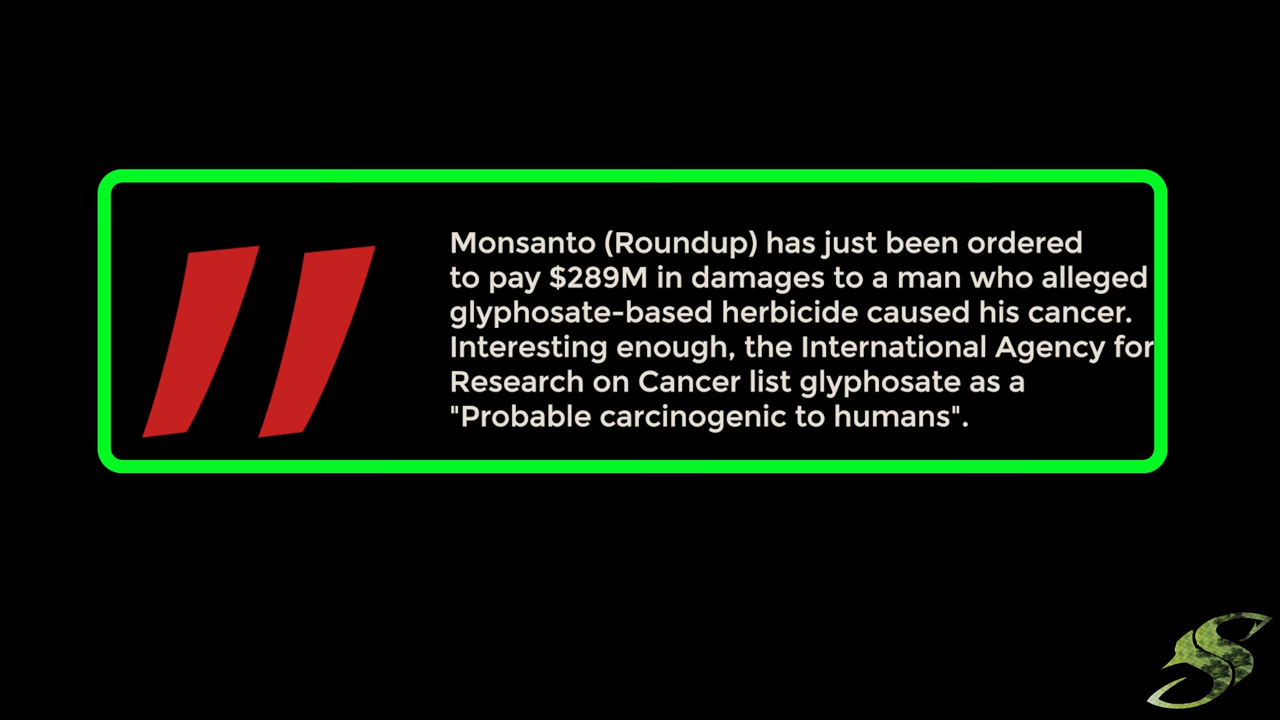 Monsanto (Roundup) has just been ordered
to pay $289M in damages to a man who alleged
glyphosate-based herbicide caused his cancer.
Interesting enough, the International Agency for
Research on Cancer list glyphosate as a
"Probable carcinogenic to humans".